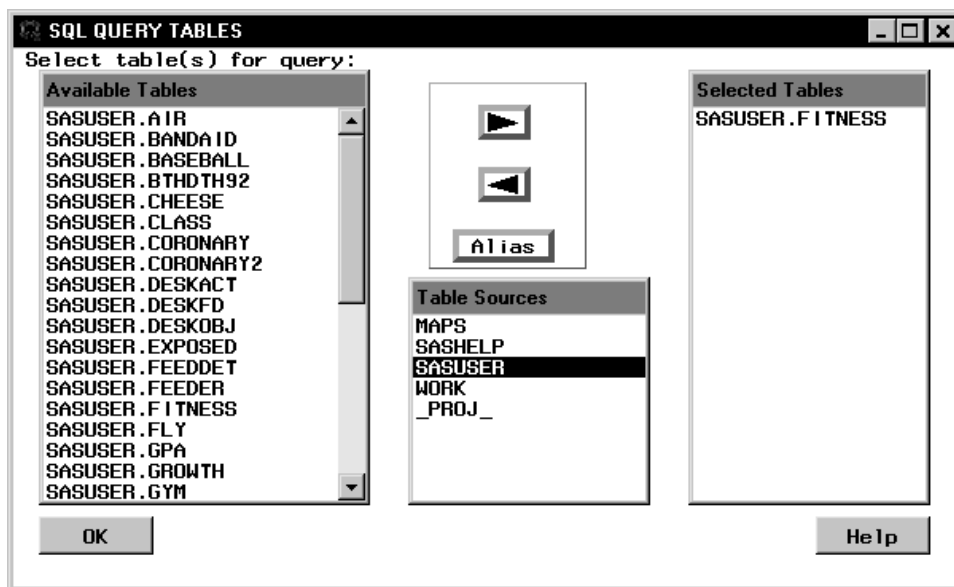 SQL QUERY TABLES
Select table(s) for query:
Available Tables
SASUSER.AIR
SASUSER.BANDAID
SASUSER.BASEBALL
SASUSER.BTHDTH92
SASUSER.CHEESE
SASUSER.CLASS
SASUSER.CORONARY
SASUSER.CORONARY2
SASUSER.DESKACT
SASUSER.DESKFD
SASUSER.DESKOBJ
SASUSER.EXPOSED
SASUSER.FEEDDET
SASUSER.FEEDER
SASUSER.FITNESS
SASUSER.FLY
SASUSER.GPA
SASUSER.GROWTH
SASUSER.GYM
Alias
Table Sources
MAPS
SASHELP
SASUSER
WORK
_PROJ_
Selected Tables
SASUSER.FITNESS
OK
Help